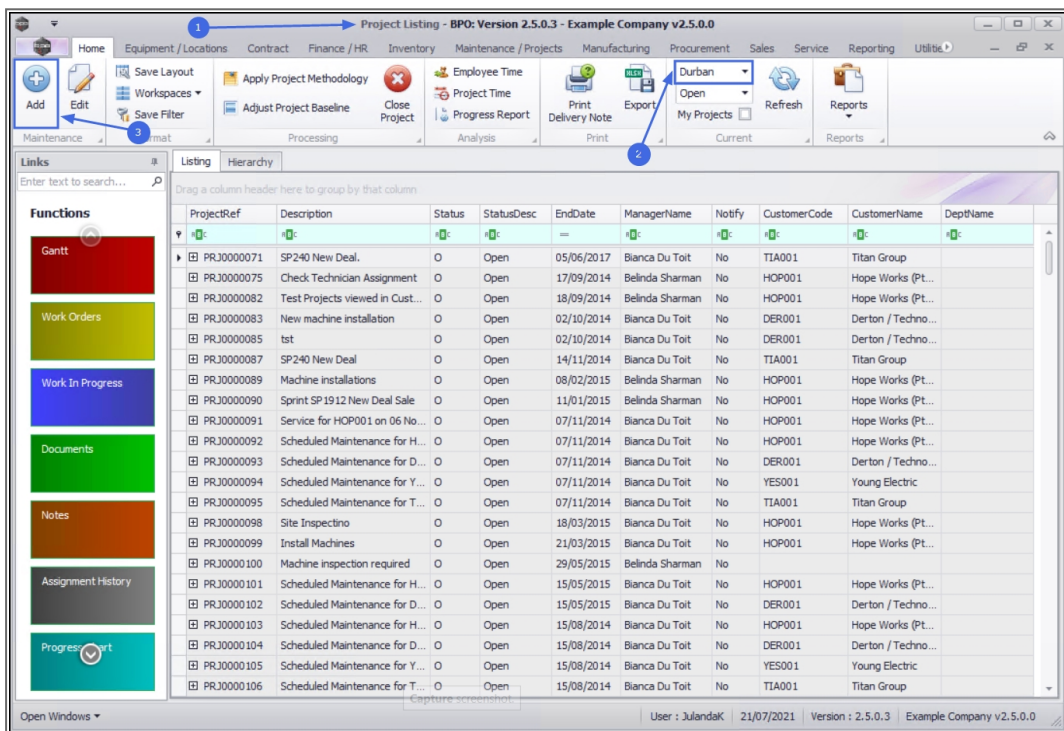 1
Project Listing - BPO: Version 2.5.0.3 - Example Company v2.5.0.0
Home Equipment / Locations Contract Finance / HR Inventory Maintenance / Projects Manufacturing Procurement Sales Service Reporting Utilitie
Add
Edit
Save Layout
Workspaces
Save Filter
Apply Project Methodology
Adjust Project Baseline
Close Project
Employee Time
Project Time
Progress Report
Print Delivery Note
Export
Durban
Open
My Projects
Refresh
Reports
3
2
Maintenance Format Processing Analysis Print Current Reports
Links
Enter text to search...
Functions
Gantt
Work Orders
Work In Progress
Documents
Notes
Assignment History
Listing Hierarchy
Drag a column header here to group by that column
ProjectRef Description Status StatusDesc EndDate ManagerName Notify CustomerCode CustomerName DeptName
PRJ0000071 SP240 New Deal. O Open 05/06/2017 Bianca Du Toit No TIA001 Titan Group
PRJ0000075 Check Technician Assignment O Open 17/09/2014 Belinda Sharman No HOP001 Hope Works (Pt...
PRJ0000082 Test Projects viewed in Cust... O Open 18/09/2014 Belinda Sharman No HOP001 Hope Works (Pt...
PRJ0000083 New machine installation O Open 02/10/2014 Bianca Du Toit No DER001 Derton / Techno...
PRJ0000085 tst O Open 02/10/2014 Bianca Du Toit No DER001 Derton / Techno...
PRJ0000087 SP240 New Deal O Open 14/11/2014 Bianca Du Toit No TIA001 Titan Group
PRJ0000089 Machine installations O Open 08/02/2015 Belinda Sharman No HOP001 Hope Works (Pt...
PRJ0000090 Sprint SP1912 New Deal Sale O Open 11/01/2015 Belinda Sharman No HOP001 Hope Works (Pt...
PRJ0000091 Service for HOP001 on 06 No... O Open 07/11/2014 Bianca Du Toit No HOP001 Hope Works (Pt...
PRJ0000092 Scheduled Maintenance for H... O Open 07/11/2014 Bianca Du Toit No HOP001 Hope Works (Pt...
PRJ0000093 Scheduled Maintenance for D... O Open 07/11/2014 Bianca Du Toit No DER001 Derton / Techno...
PRJ0000094 Scheduled Maintenance for Y... O Open 07/11/2014 Bianca Du Toit No YES001 Young Electric
PRJ0000095 Scheduled Maintenance for T... O Open 07/11/2014 Bianca Du Toit No TIA001 Titan Group
PRJ0000098 Site Inspectino O Open 18/03/2015 Bianca Du Toit No HOP001 Hope Works (Pt...
PRJ0000099 Install Machines O Open 21/03/2015 Bianca Du Toit No HOP001 Hope Works (Pt...
PRJ0000100 Machine inspection required O Open 29/05/2015 Belinda Sharman No
PRJ0000101 Scheduled Maintenance for H... O Open 15/05/2015 Bianca Du Toit No HOP001 Hope Works (Pt...
PRJ0000102 Scheduled Maintenance for D... O Open 15/05/2015 Bianca Du Toit No DER001 Derton / Techno...
PRJ0000103 Scheduled Maintenance for H... O Open 15/08/2014 Bianca Du Toit No HOP001 Hope Works (Pt...
PRJ0000104 Scheduled Maintenance for D... O Open 15/08/2014 Bianca Du Toit No DER001 Derton / Techno...
PRJ0000105 Scheduled Maintenance for Y... O Open 15/08/2014 Bianca Du Toit No YES001 Young Electric
PRJ0000106 Scheduled Maintenance for T... O Open 15/08/2014 Bianca Du Toit No TIA001 Titan Group
Capture screenshot.
Open Windows
User : JulandaK 21/07/2021 Version : 2.5.0.3 Example Company v2.5.0.0